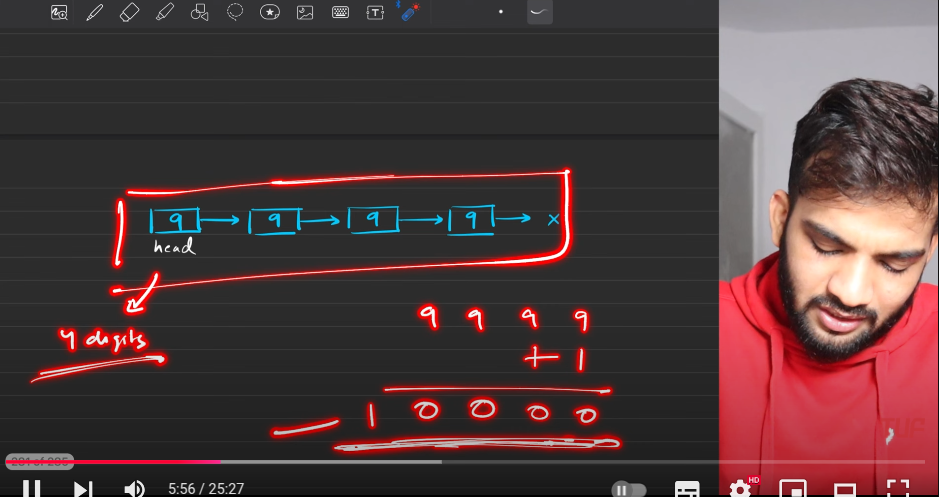 T
9 → 9 → 9 → 9 → ×
head
4 digits
9 9 9 9
+ 1
1 0 0 0 0
5:56 / 25:27
HD